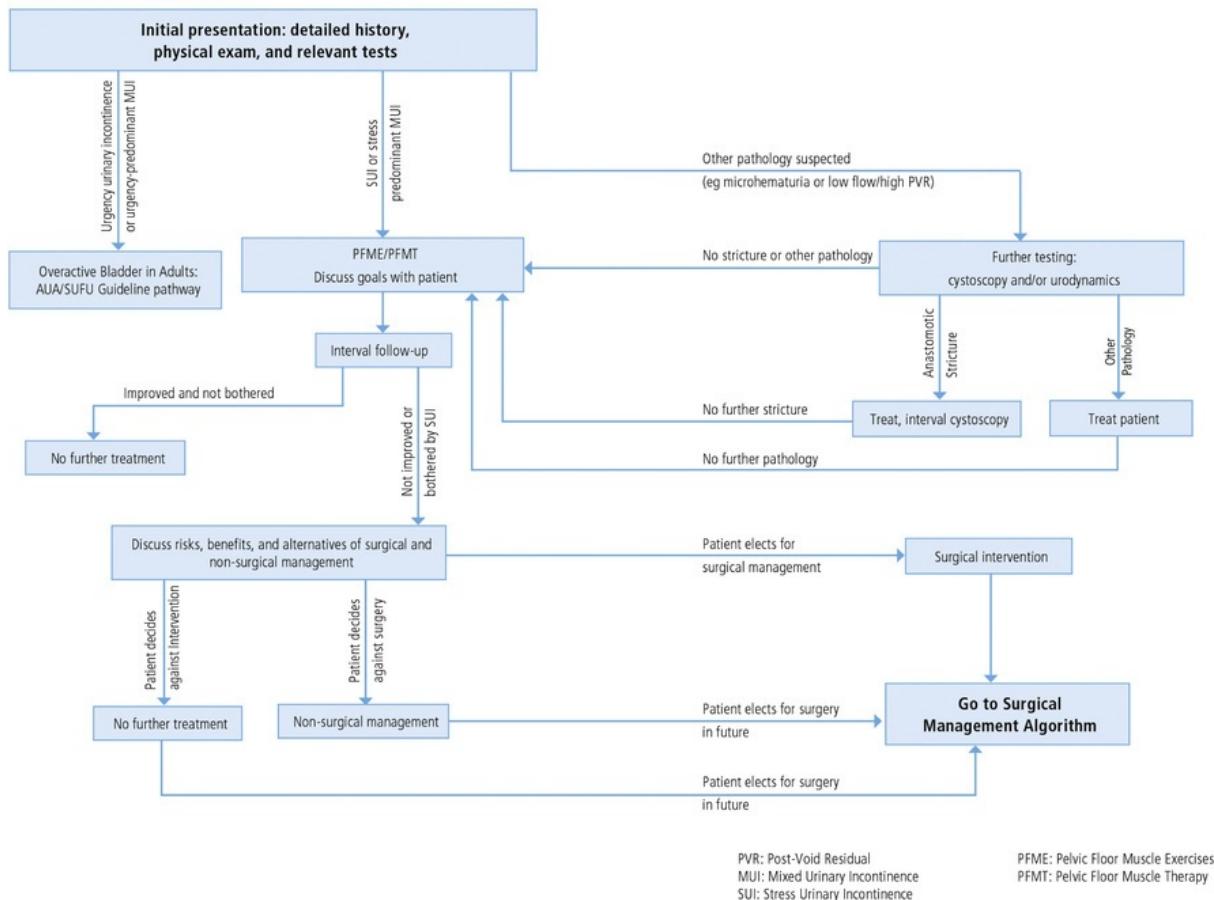 Initial presentation: detailed history,
physical exam, and relevant tests
Urgency urinary incontinence
or urgency-predominant MUI
SUI or stress
predominant MUI
Other pathology suspected
(eg microhematuria or low flow/high PVR)
Overactive Bladder in Adults:
AUA/SUFU Guideline pathway
PFME/PFMT
Discuss goals with patient
No stricture or other pathology
Further testing:
cystoscopy and/or urodynamics
Interval follow-up
Anastomotic
Stricture
Other
Pathology
Improved and not bothered
No further treatment
Not improved or
bothered by SUI
No further stricture
Treat, interval cystoscopy
Treat patient
No further pathology
Discuss risks, benefits, and alternatives of surgical and
non-surgical management
Patient elects for
surgical management
Surgical intervention
Patient decides
against Intervention
Patient decides
against surgery
No further treatment
Non-surgical management
Patient elects for surgery
in future
Go to Surgical
Management Algorithm
Patient elects for surgery
in future
PVR: Post-Void Residual
MUI: Mixed Urinary Incontinence
SUI: Stress Urinary Incontinence
PFME: Pelvic Floor Muscle Exercises
PFMT: Pelvic Floor Muscle Therapy